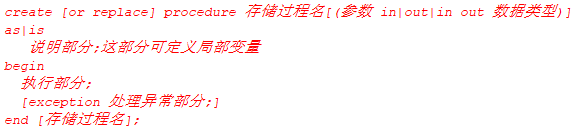 create [or replace] procedure 存储过程名[(参数 in|out|in out 数据类型)]
as|is
说明部分;这部分可定义局部变量
begin
执行部分;
[exception 处理异常部分;]
end [存储过程名];